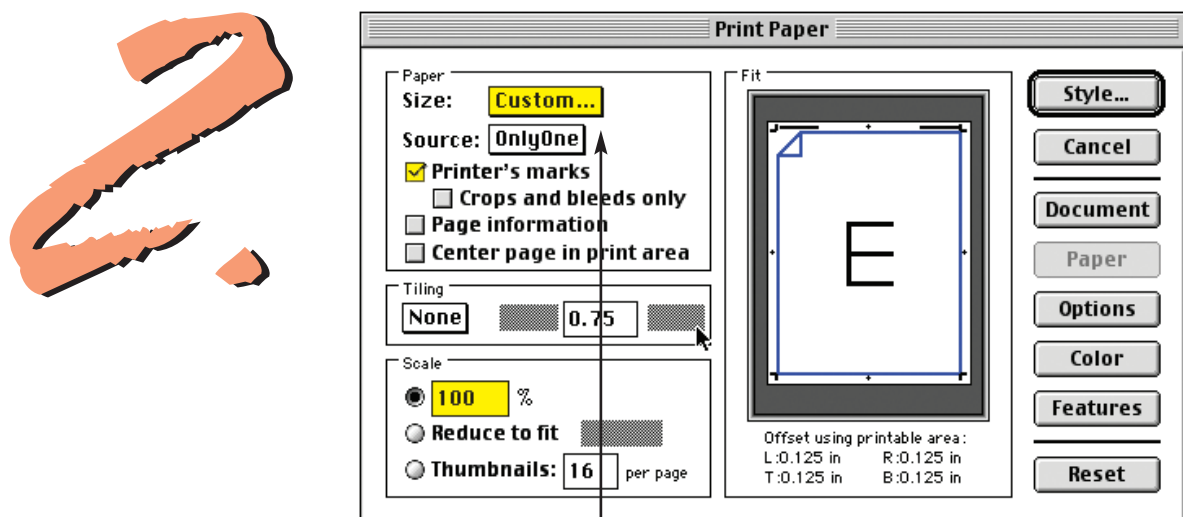 2.
Print Paper
Paper
Size: Custom...
Source: OnlyOne
Printer's marks
Crops and bleeds only
Page information
Center page in print area
Tiling
None 0.75
Scale
100 %
Reduce to fit
Thumbnails: 16 per page
Fit
E
Offset using printable area:
L:0.125 in R:0.125 in
T:0.125 in B:0.125 in
Style...
Cancel
Document
Paper
Options
Color
Features
Reset